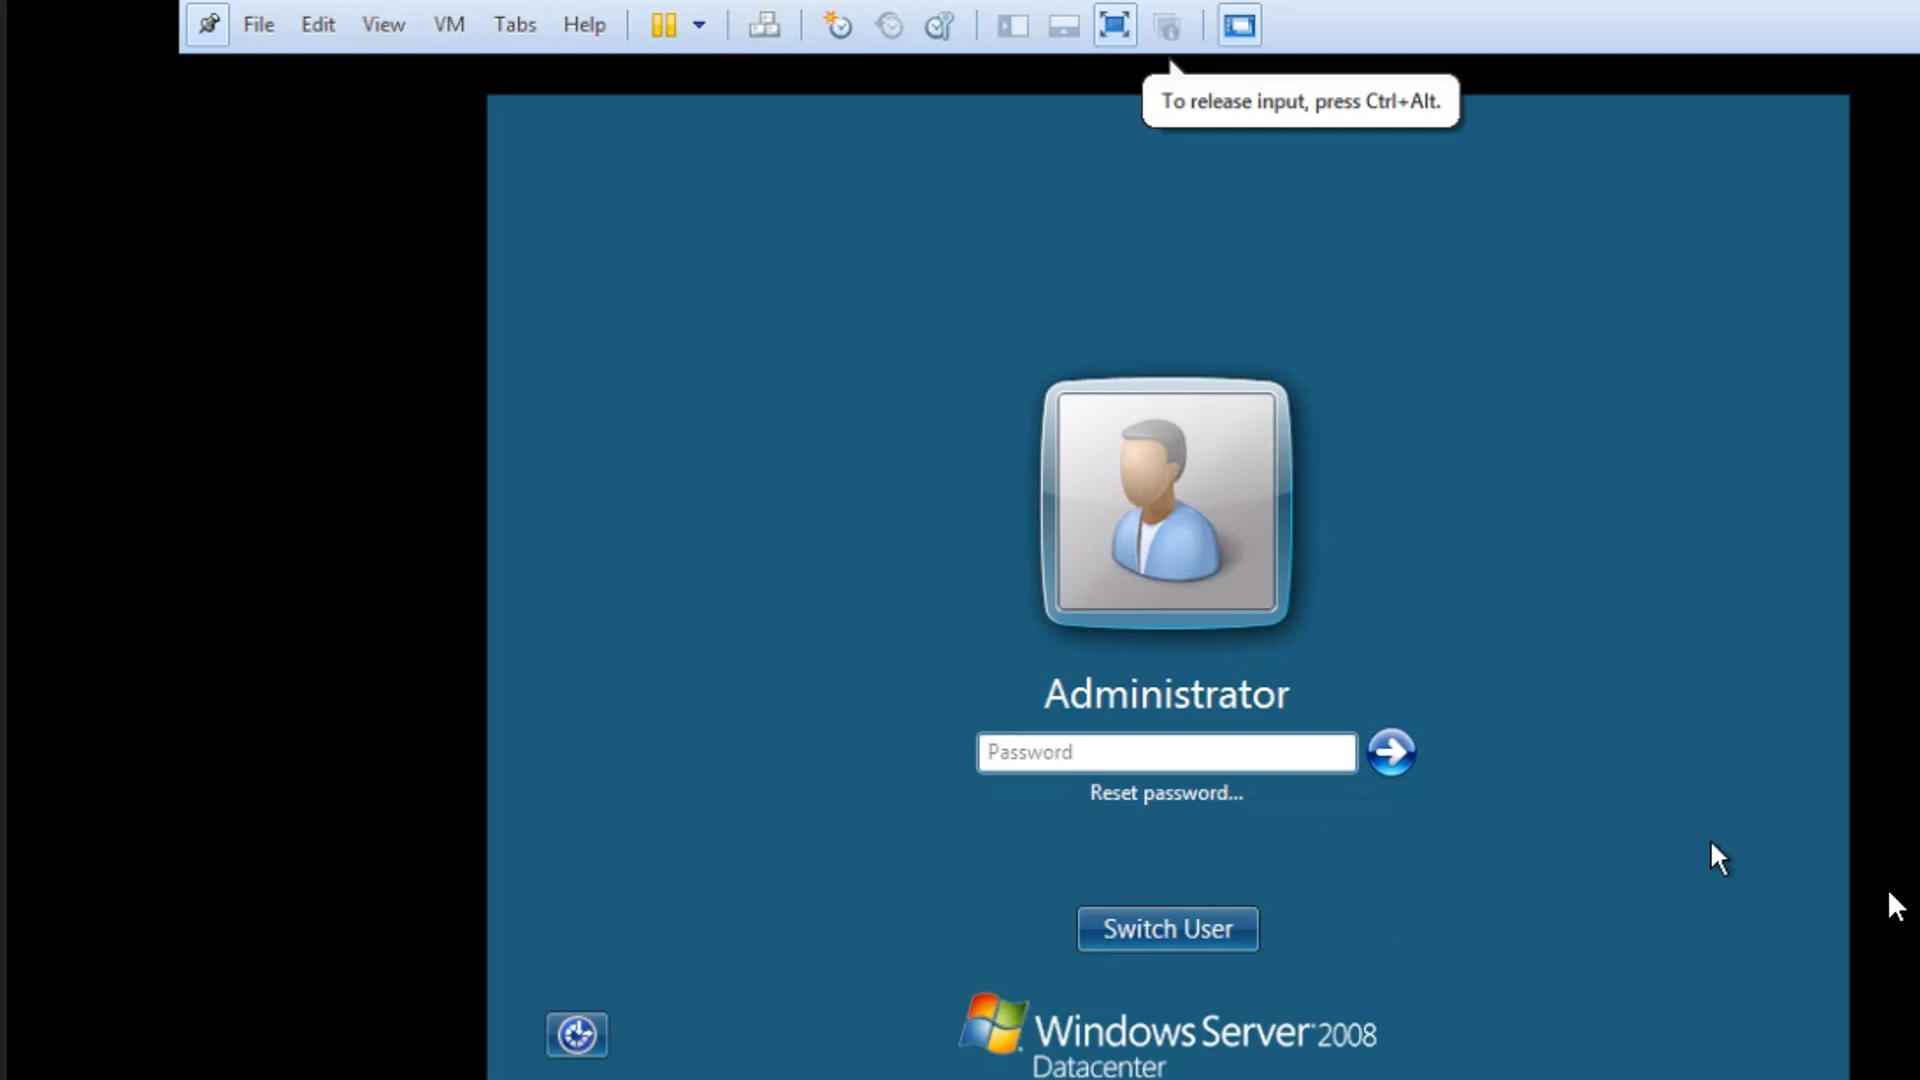 File Edit View VM Tabs Help
To release input, press Ctrl+Alt.
Administrator
Password
Reset password...
Switch User
Windows Server 2008
Datacenter